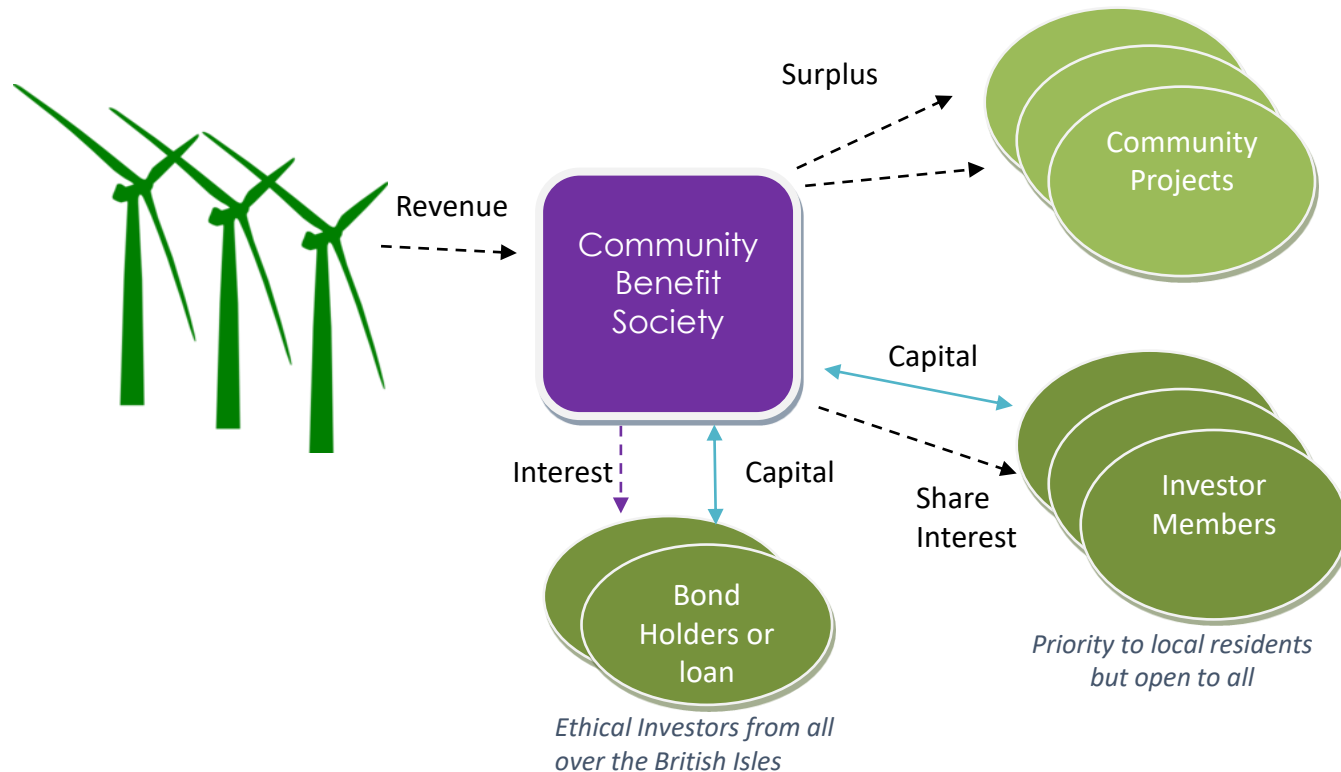 Surplus
Community
Projects
Revenue
Community
Benefit
Society
Capital
Interest
Capital
Share
Interest
Investor
Members
Bond
Holders or
loan
Priority to local residents
but open to all
Ethical Investors from all
over the British Isles